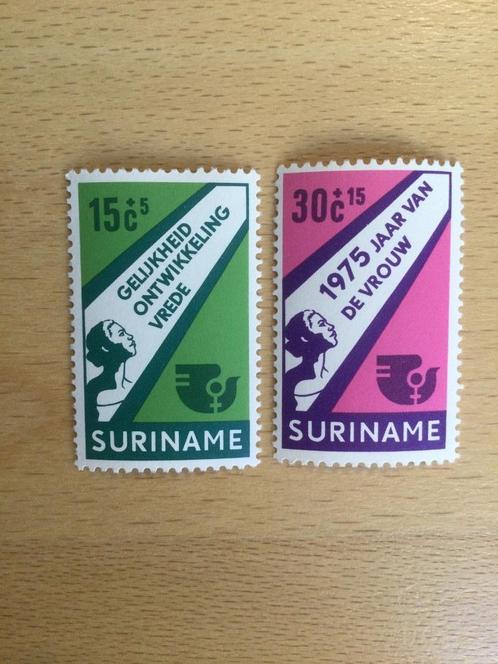 15c+5
GELIJKHEID
ONTWIKKELING
VREDE
SURINAME
30c+15
1975 JAAR VAN
DE VROUW
SURINAME